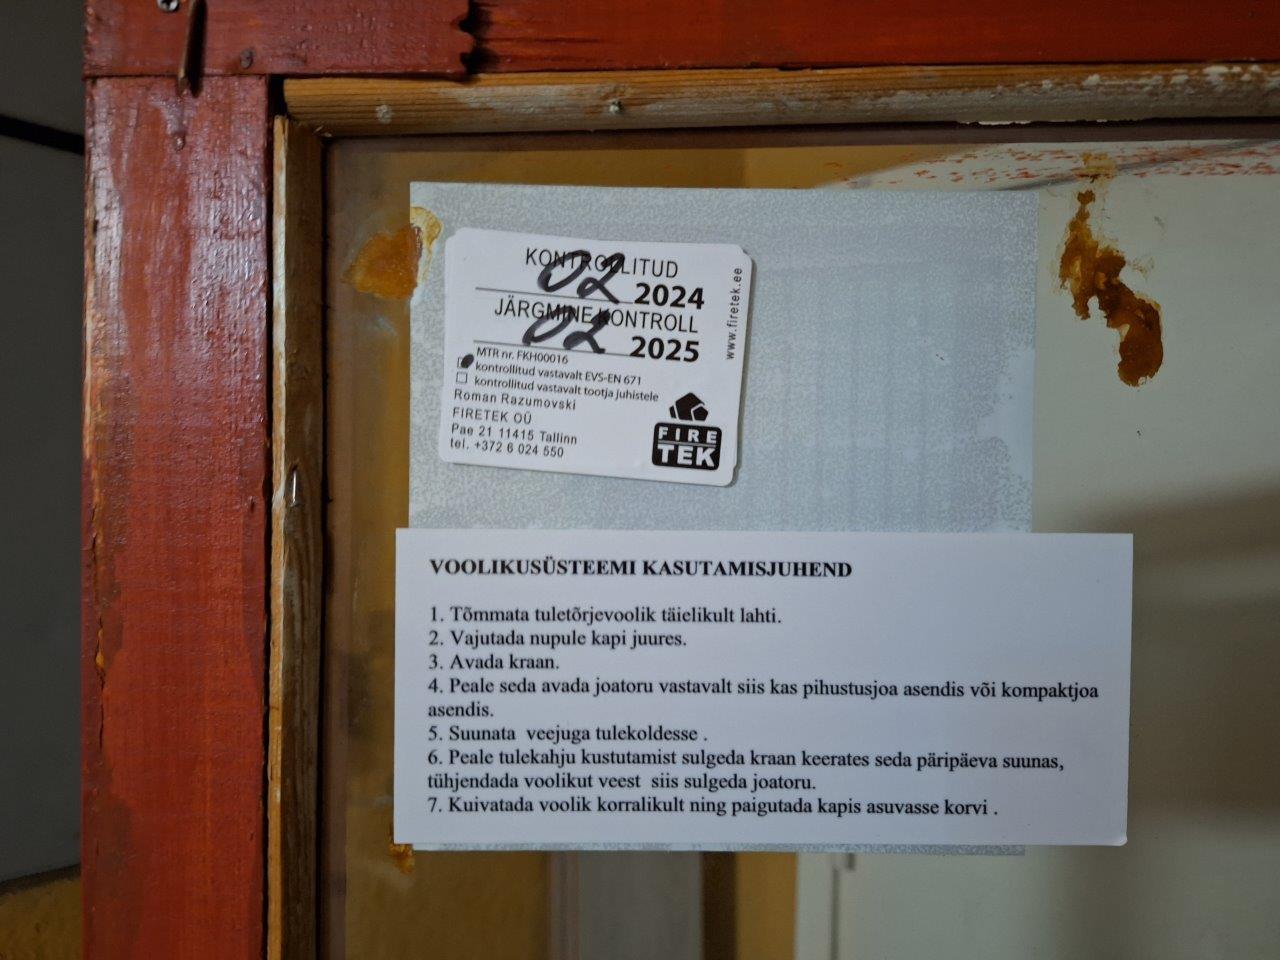 KONTROLLITUD
02 2024
JÄRGMINE KONTROLL
02 2025
MTR nr. FKH00016
kontrollitud vastavalt EVS-EN 671
kontrollitud vastavalt tootja juhistele
Roman Razumovski
FIRETEK OÜ
Pae 21 11415 Tallinn
tel. +372 6 024 550
www.firetek.ee
FIRE
TEK
VOOLIKUSÜSTEEMI KASUTAMISJUHEND
1. Tõmmata tuletõrjevoolik täielikult lahti.
2. Vajutada nupule kapi juures.
3. Avada kraan.
4. Peale seda avada joatoru vastavalt siis kas pihustusjoa asendis või kompaktjoa
asendis.
5. Suunata  veejuga tulekoldesse .
6. Peale tulekahju kustutamist sulgeda kraan keerates seda päripäeva suunas,
tühjendada voolikut veest  siis sulgeda joatoru.
7. Kuivatada voolik korralikult ning paigutada kapis asuvasse korvi .